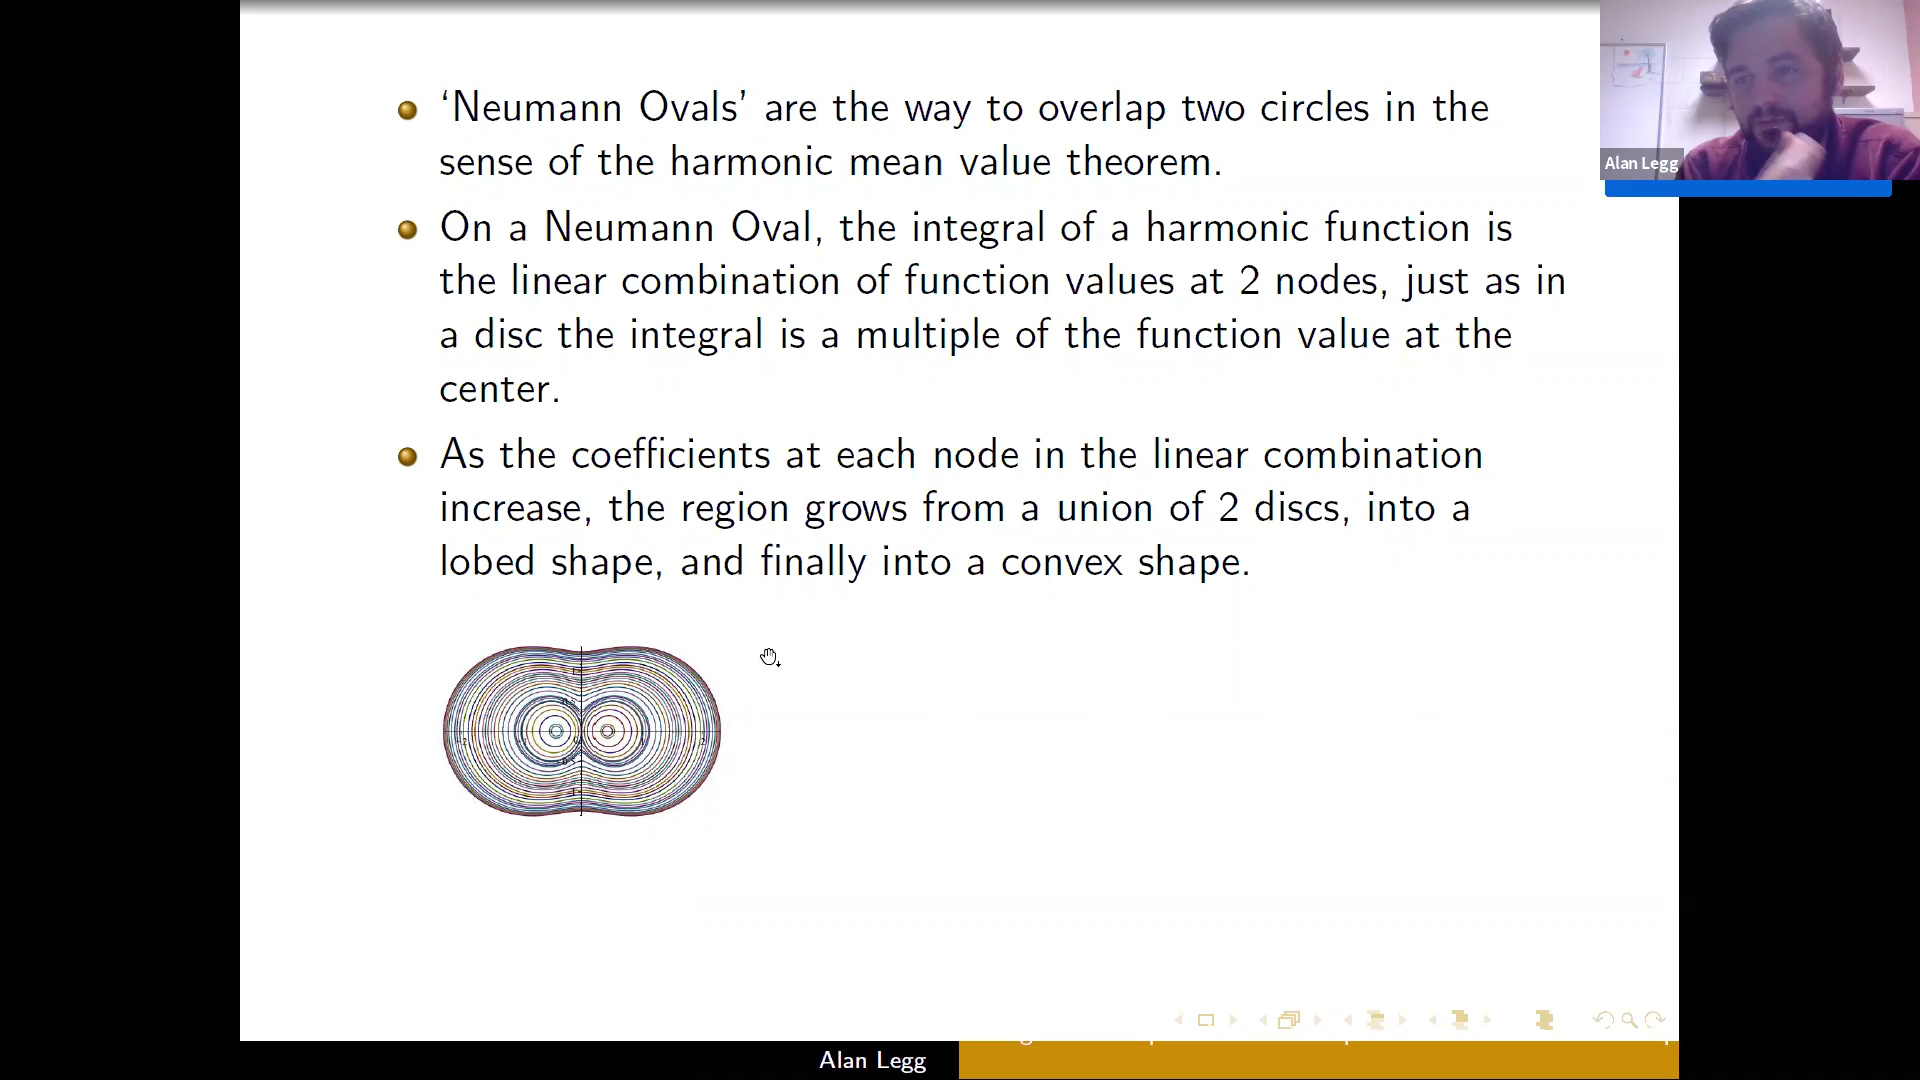 ‘Neumann Ovals’ are the way to overlap two circles in the
sense of the harmonic mean value theorem.
On a Neumann Oval, the integral of a harmonic function is
the linear combination of function values at 2 nodes, just as in
a disc the integral is a multiple of the function value at the
center.
As the coefficients at each node in the linear combination
increase, the region grows from a union of 2 discs, into a
lobed shape, and finally into a convex shape.
Alan Legg
Alan Legg